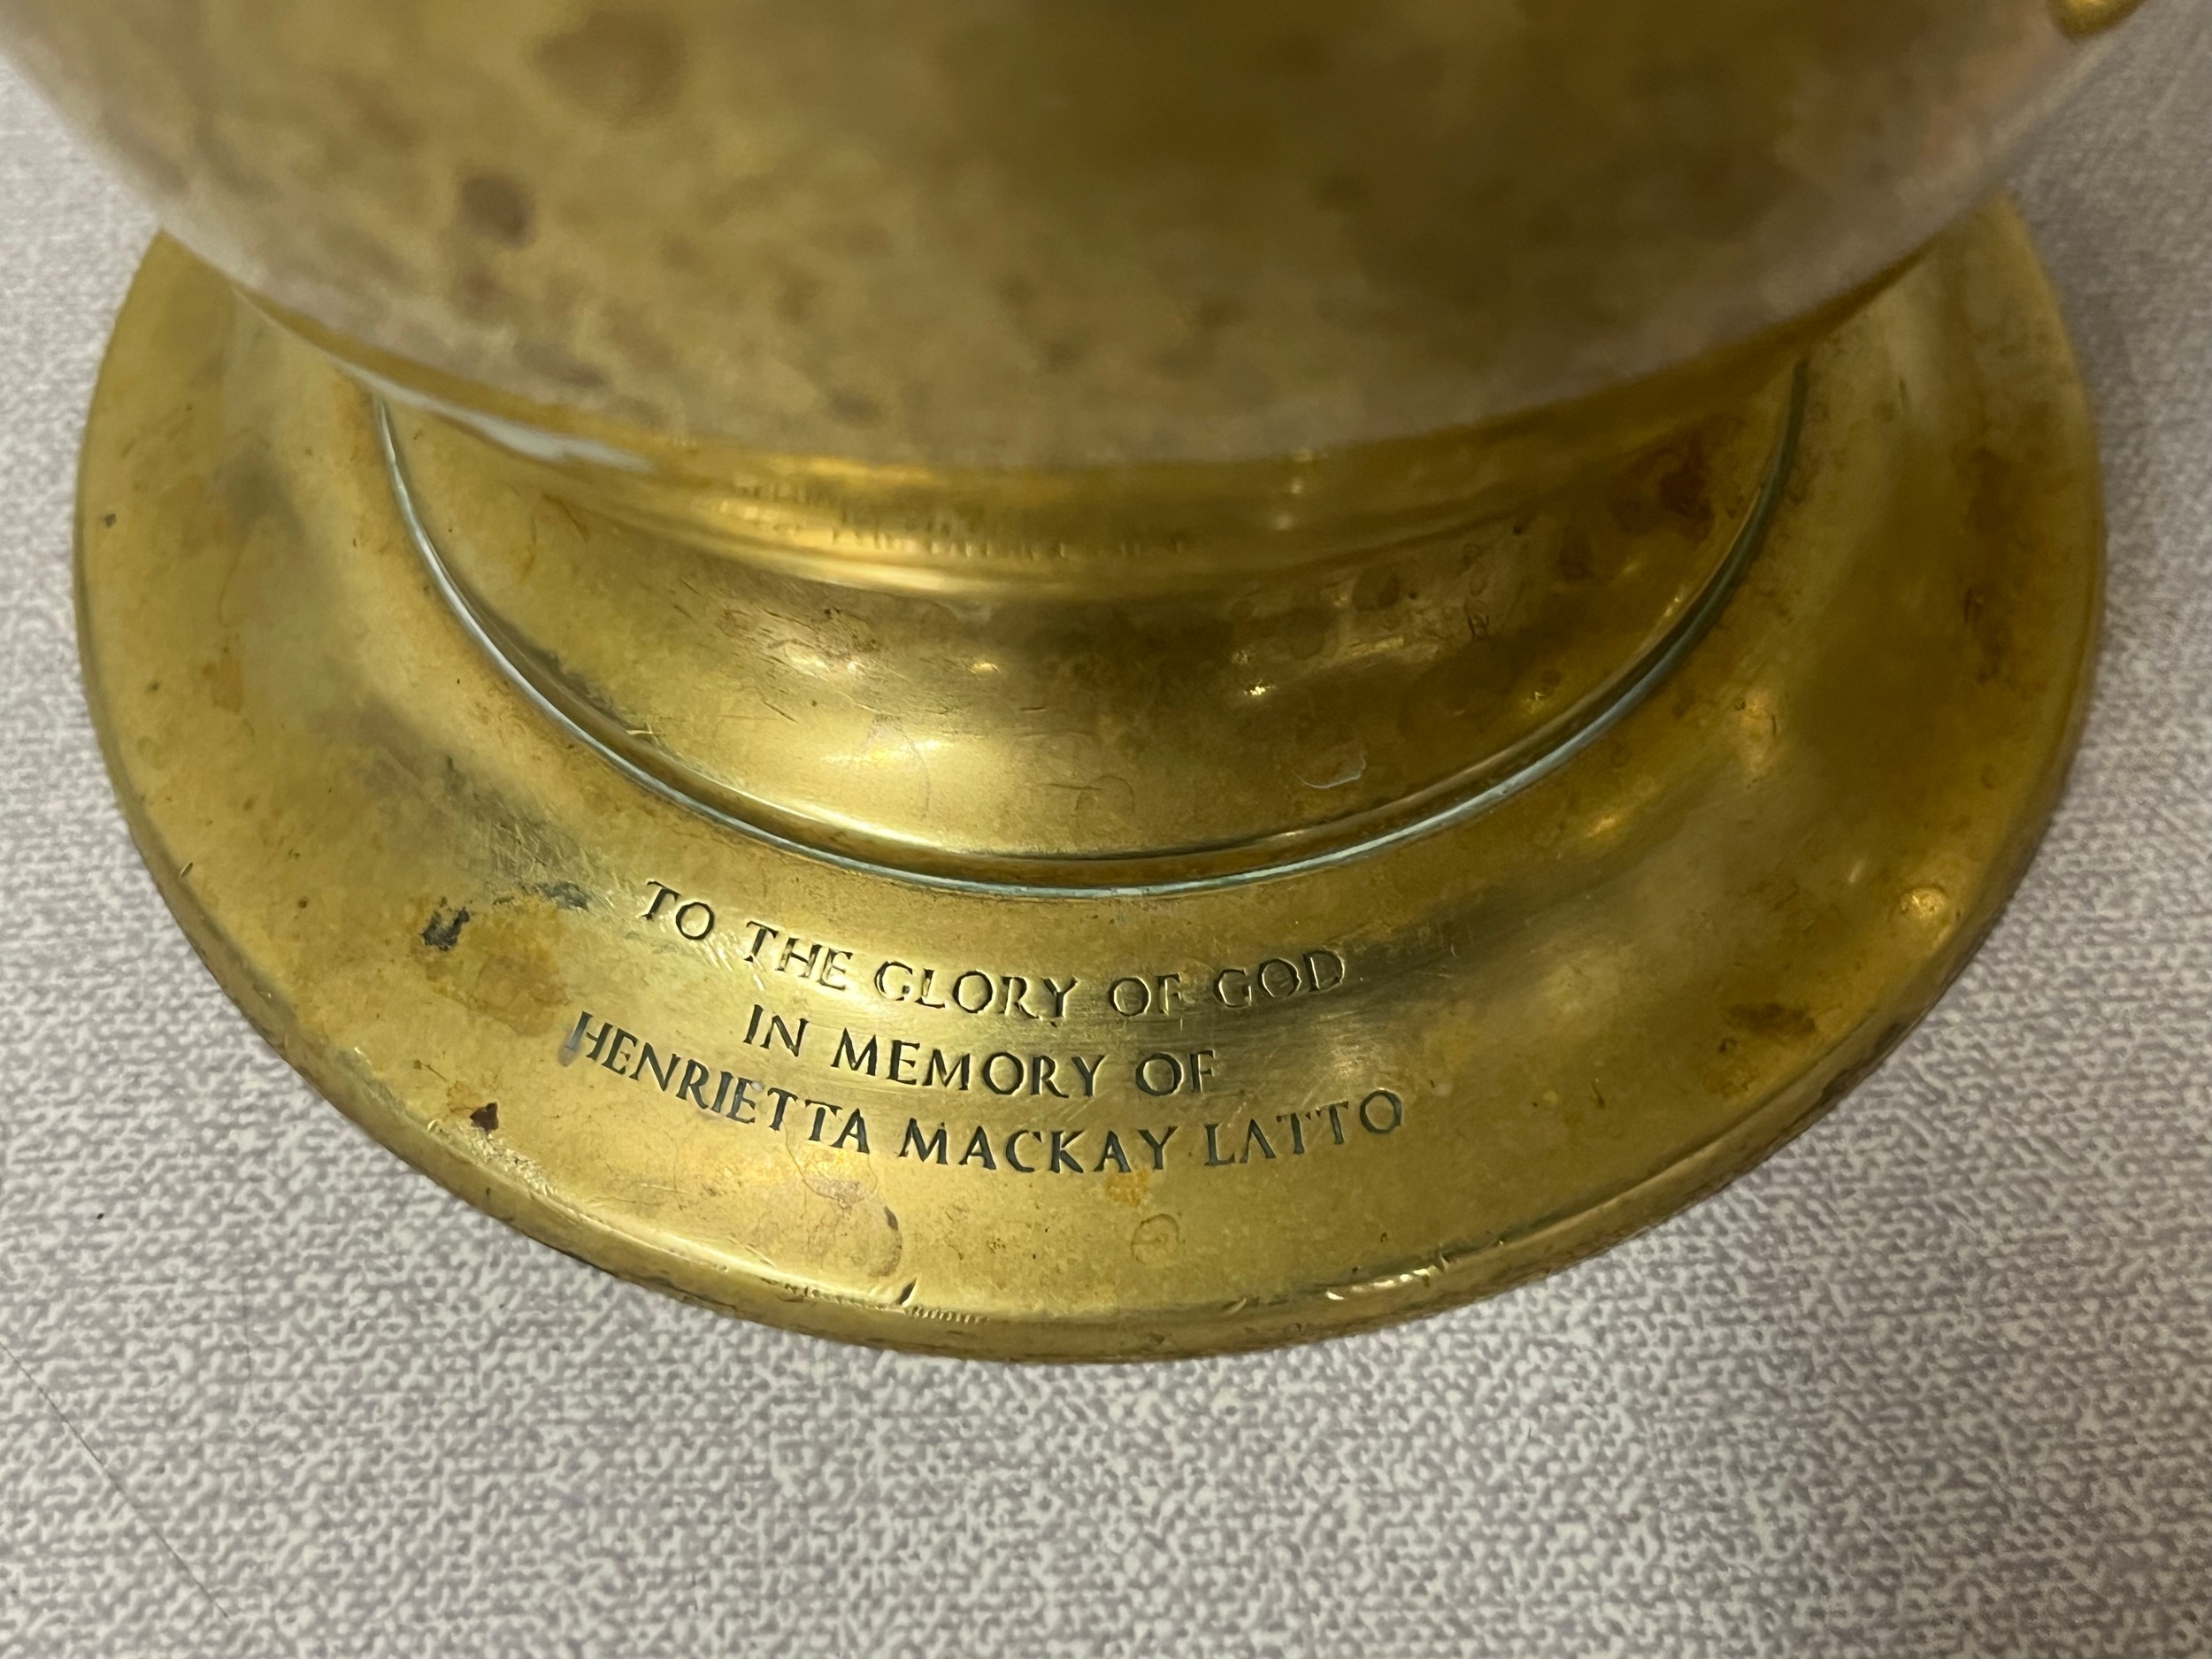 TO THE GLORY OF GOD.
IN MEMORY OF
HENRIETTA MACKAY LATTO